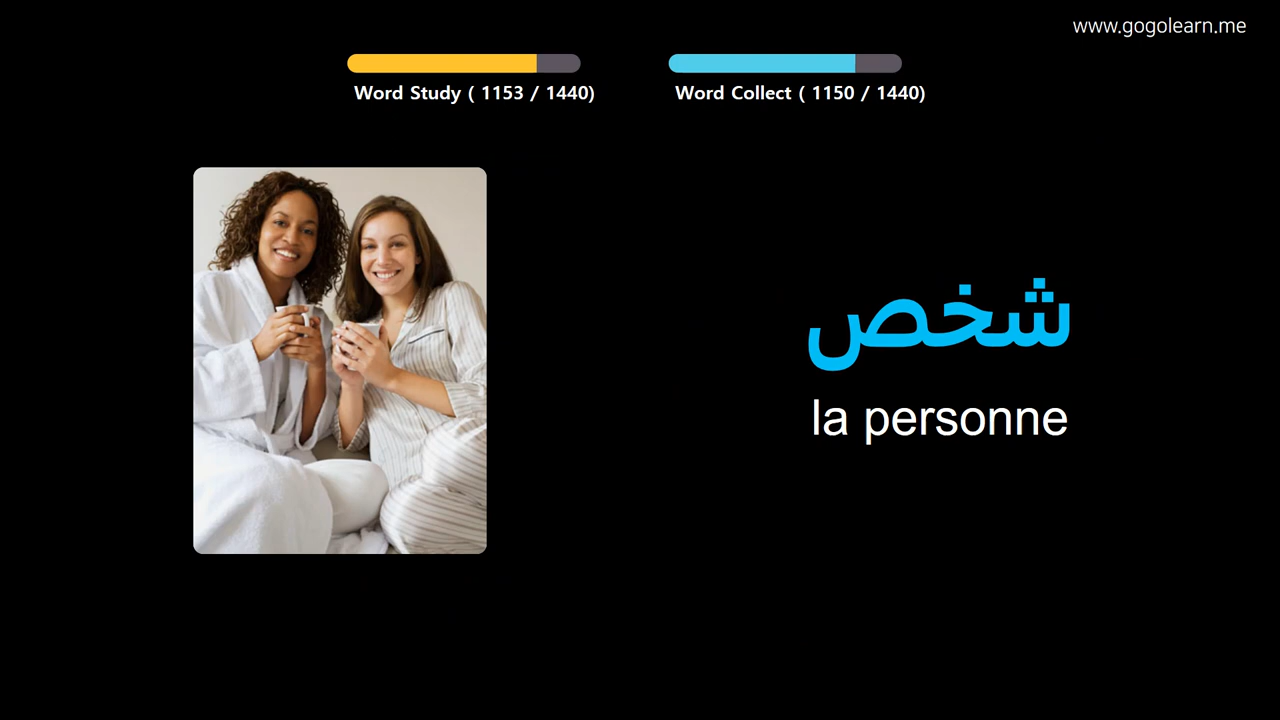 www.gogolearn.me
Word Study ( 1153 / 1440)
Word Collect ( 1150 / 1440)
شخص
la personne